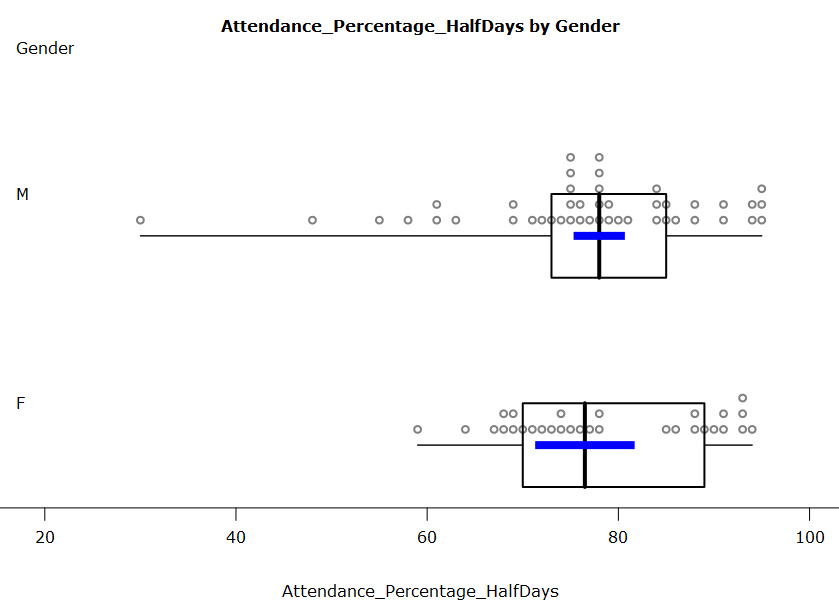 Attendance_Percentage_HalfDays by Gender
Gender
M
F
20 40 60 80 100
Attendance_Percentage_HalfDays